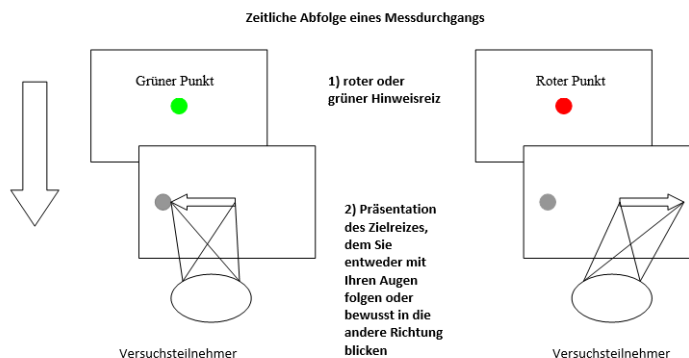 Zeitliche Abfolge eines Messdurchgangs
Grüner Punkt
1) roter oder
grüner Hinweisreiz
Roter Punkt
2) Präsentation
des Zielreizes,
dem Sie
entweder mit
Ihren Augen
folgen oder
bewusst in die
andere Richtung
blicken
Versuchsteilnehmer
Versuchsteilnehmer